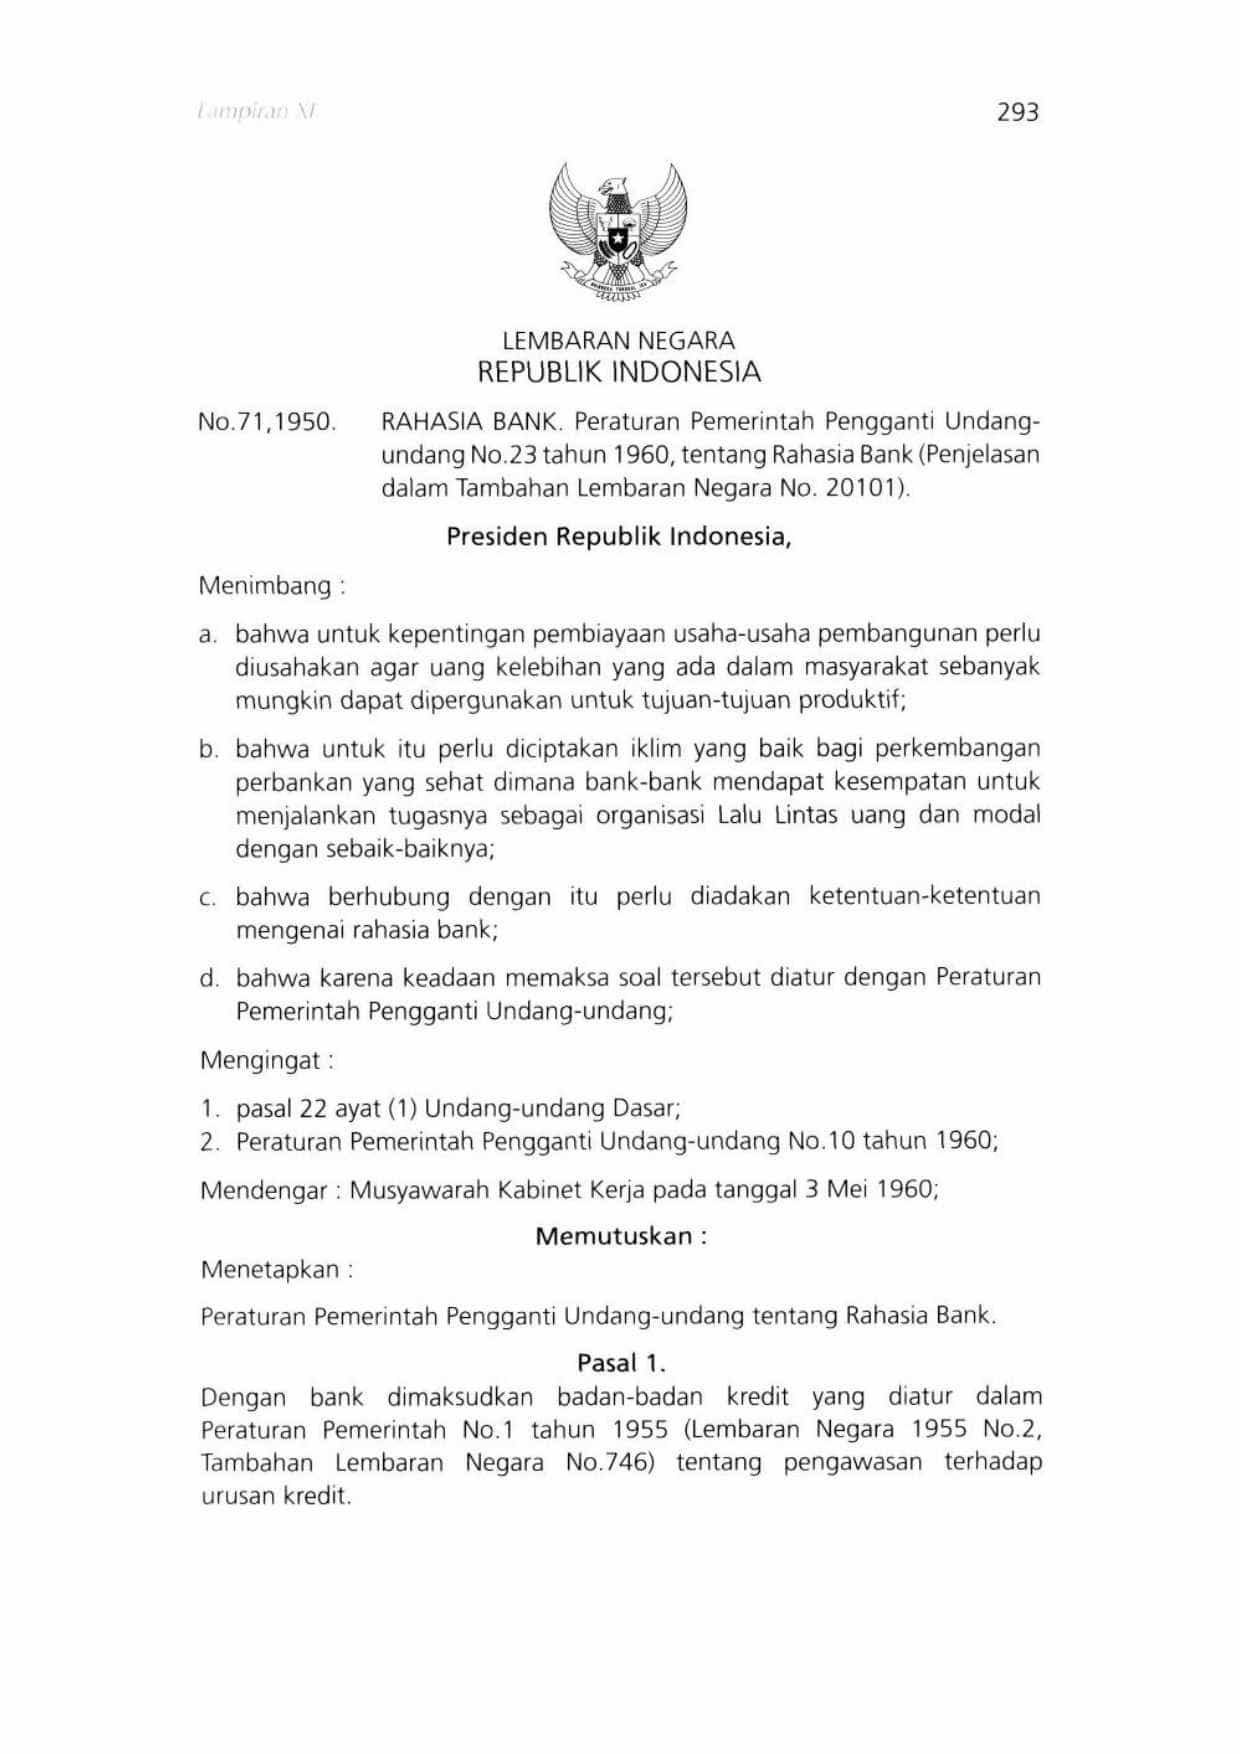 Lampiran XI
293
LEMBARAN NEGARA
REPUBLIK INDONESIA
No.71,1950. RAHASIA BANK. Peraturan Pemerintah Pengganti Undang-
undang No.23 tahun 1960, tentang Rahasia Bank (Penjelasan
dalam Tambahan Lembaran Negara No. 20101).
Presiden Republik Indonesia,
Menimbang :
a. bahwa untuk kepentingan pembiayaan usaha-usaha pembangunan perlu
diusahakan agar uang kelebihan yang ada dalam masyarakat sebanyak
mungkin dapat dipergunakan untuk tujuan-tujuan produktif;
b. bahwa untuk itu perlu diciptakan iklim yang baik bagi perkembangan
perbankan yang sehat dimana bank-bank mendapat kesempatan untuk
menjalankan tugasnya sebagai organisasi Lalu Lintas uang dan modal
dengan sebaik-baiknya;
c. bahwa berhubung dengan itu perlu diadakan ketentuan-ketentuan
mengenai rahasia bank;
d. bahwa karena keadaan memaksa soal tersebut diatur dengan Peraturan
Pemerintah Pengganti Undang-undang;
Mengingat :
1. pasal 22 ayat (1) Undang-undang Dasar;
2. Peraturan Pemerintah Pengganti Undang-undang No.10 tahun 1960;
Mendengar : Musyawarah Kabinet Kerja pada tanggal 3 Mei 1960;
Memutuskan :
Menetapkan :
Peraturan Pemerintah Pengganti Undang-undang tentang Rahasia Bank.
Pasal 1.
Dengan bank dimaksudkan badan-badan kredit yang diatur dalam
Peraturan Pemerintah No.1 tahun 1955 (Lembaran Negara 1955 No.2,
Tambahan Lembaran Negara No.746) tentang pengawasan terhadap
urusan kredit.